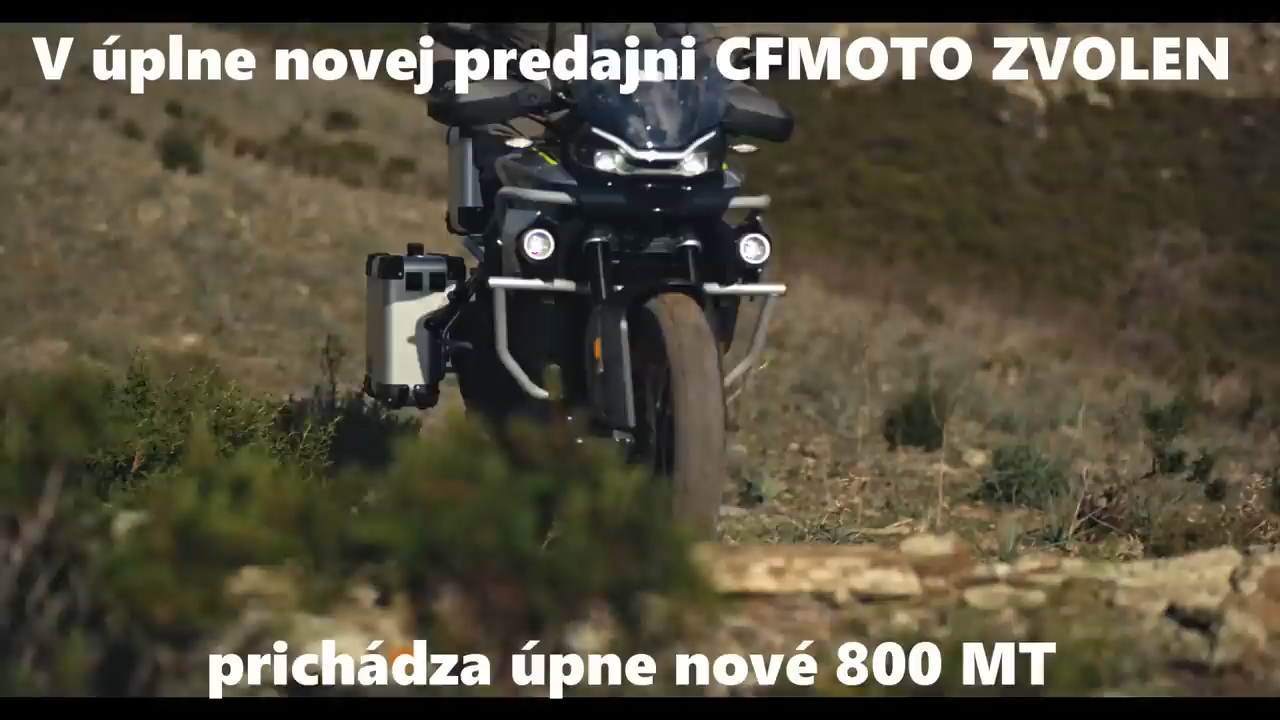 V úplne novej predajni CFMOTO ZVOLEN
prichádza úpne nové 800 MT